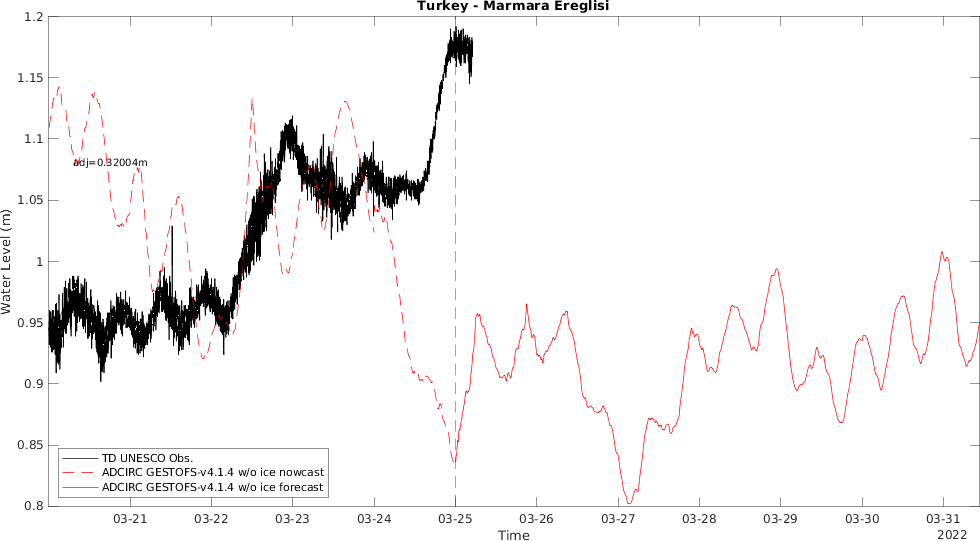 Turkey - Marmara Ereglisi
1.2
1.15
1.1
1.05
1
0.95
0.9
0.85
0.8
Water Level (m)
adj=0.32004m
TD UNESCO Obs.
ADCIRC GESTOFS-v4.1.4 w/o ice nowcast
ADCIRC GESTOFS-v4.1.4 w/o ice forecast
03-21 03-22 03-23 03-24 03-25 03-26 03-27 03-28 03-29 03-30 03-31
Time
2022